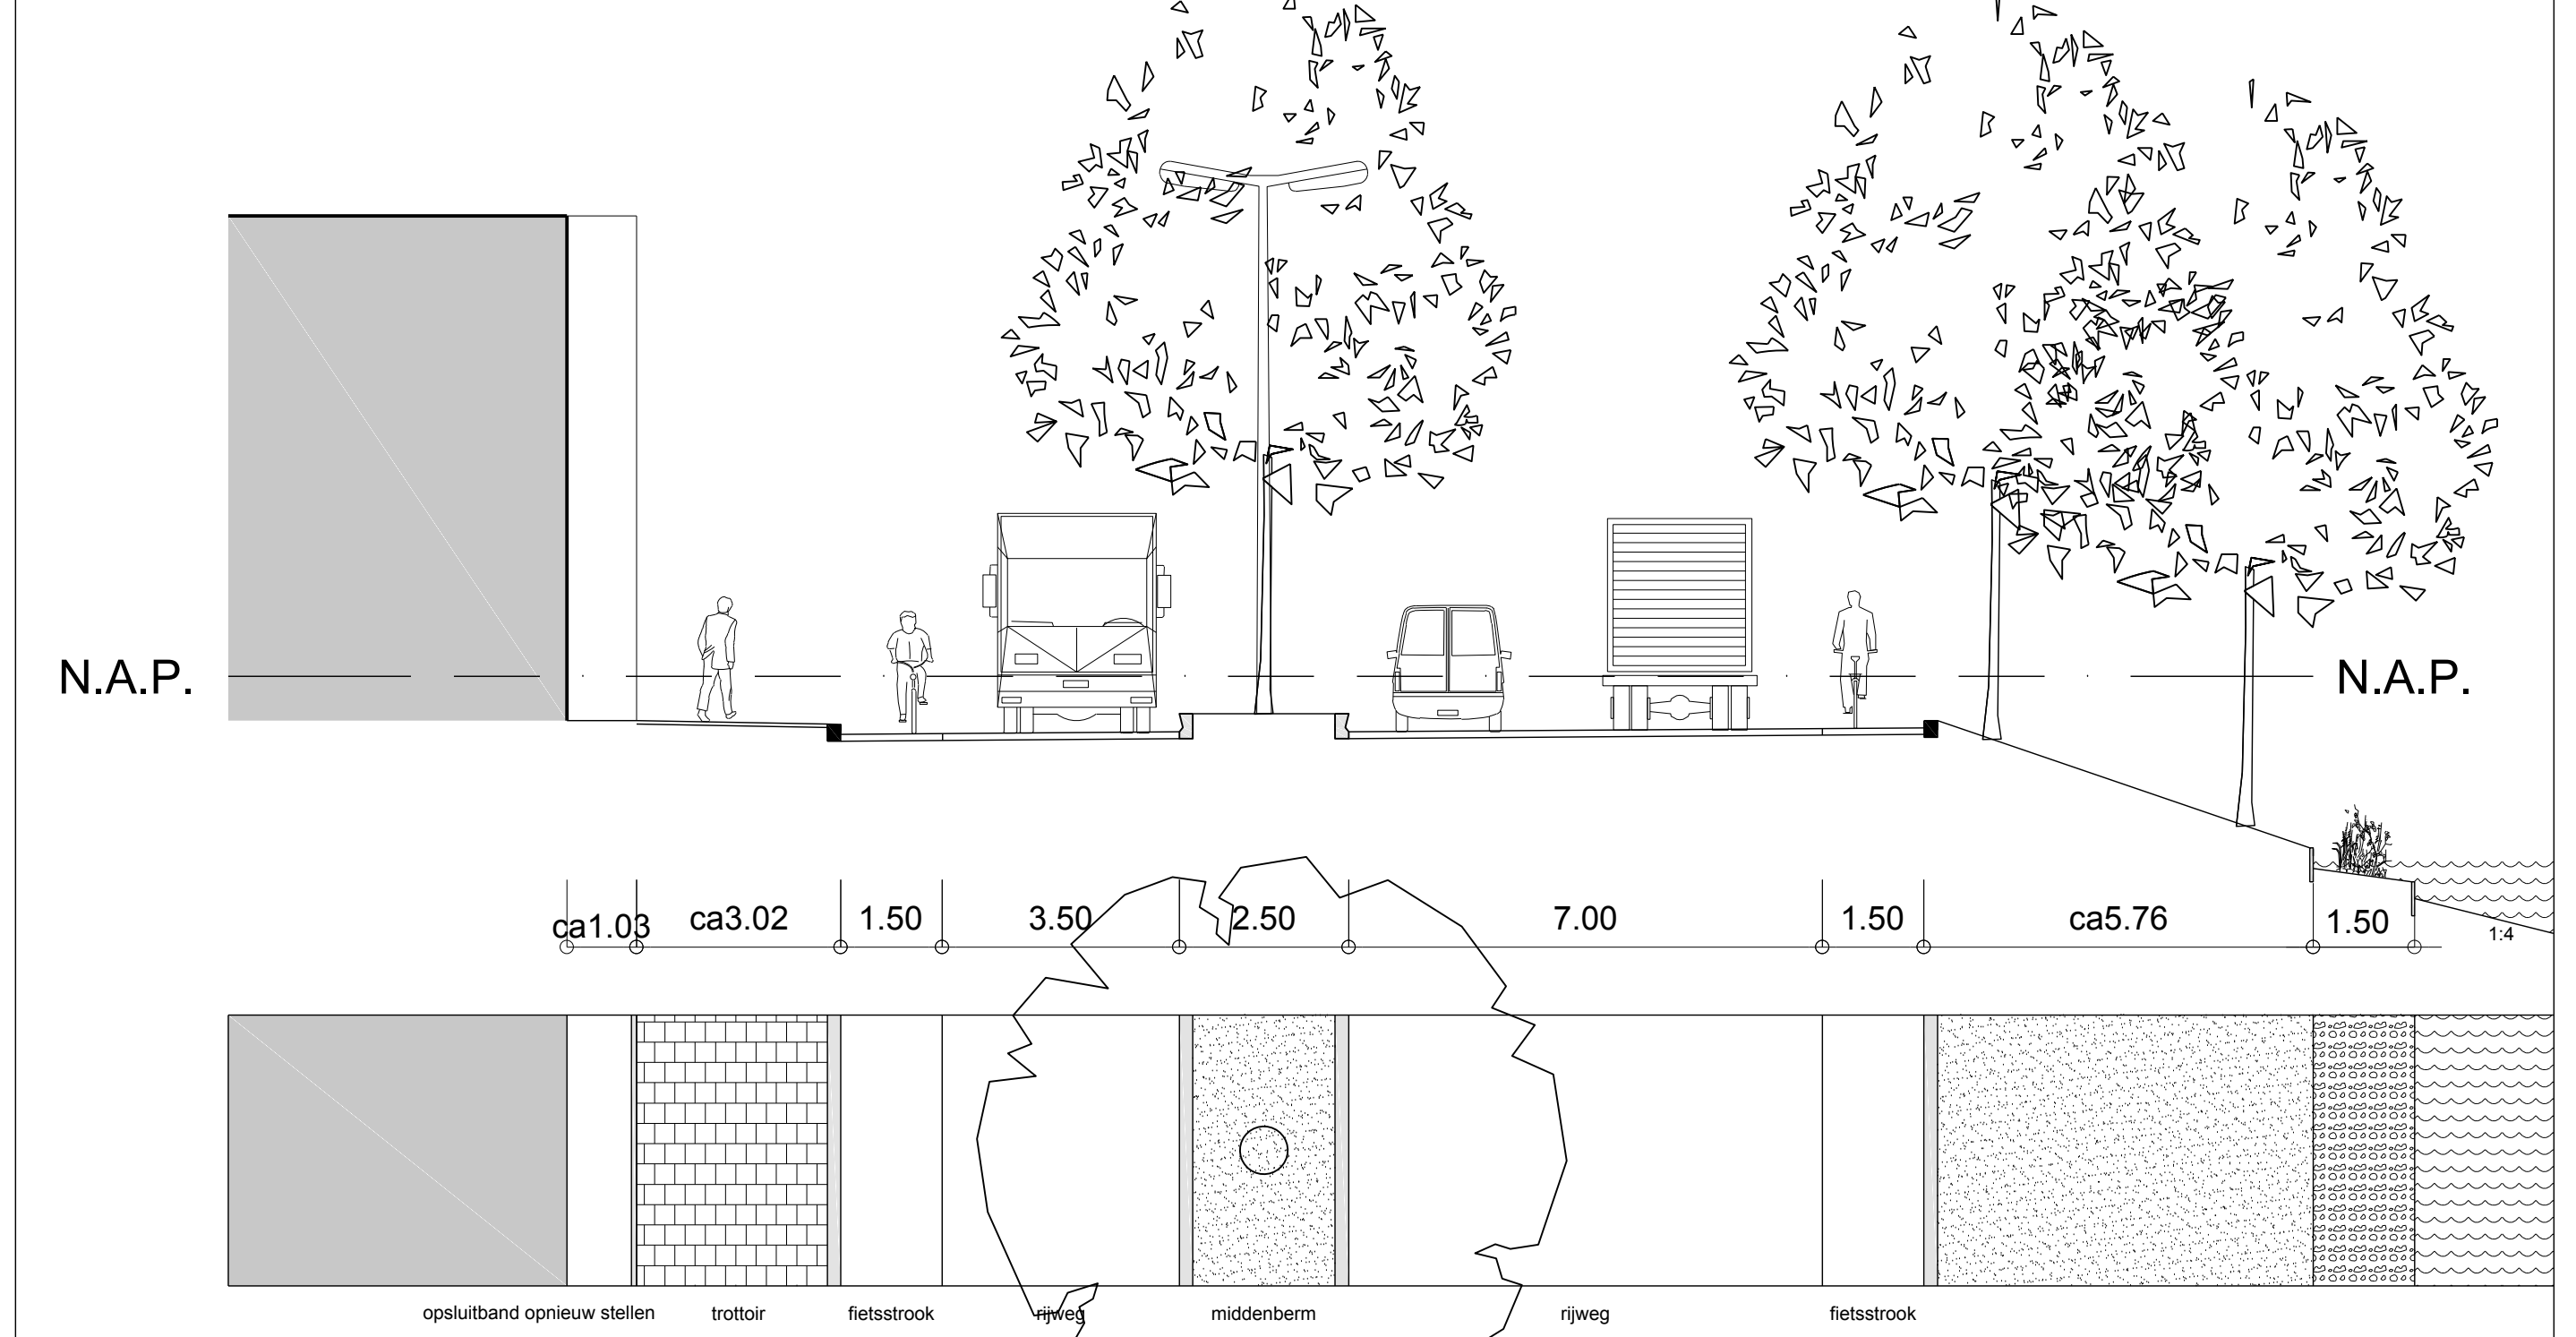 N.A.P. N.A.P.
ca1.03 ca3.02 1.50 3.50 2.50 7.00 1.50 ca5.76 1.50
1:4
opsluitband opnieuw stellen trottoir fietsstrook rijweg middenberm rijweg fietsstrook